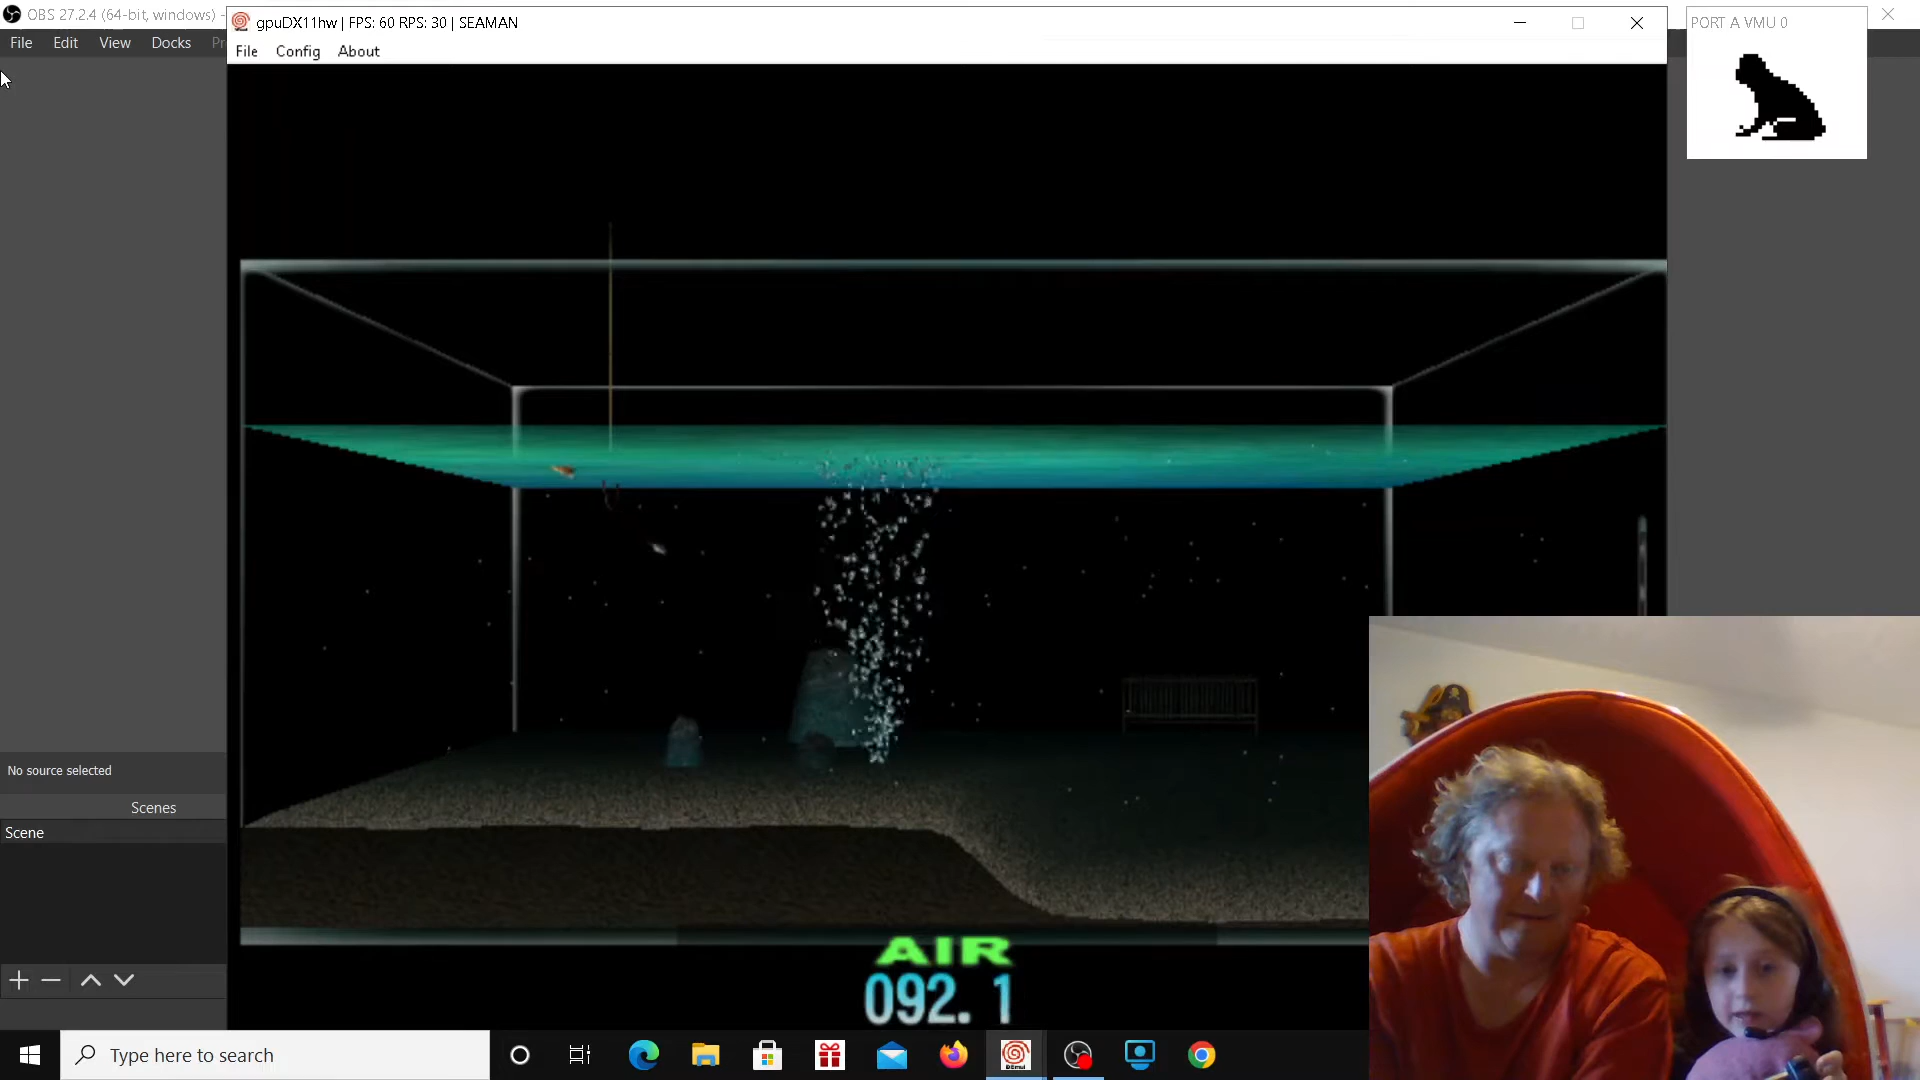 OBS 27.2.4 (64-bit, windows) -
File Edit View Docks Pr
gpuDX11hw | FPS: 60 RPS: 30 | SEAMAN
File Config About
PORT A VMU 0
AIR
092.1
No source selected
Scenes
Scene
Type here to search